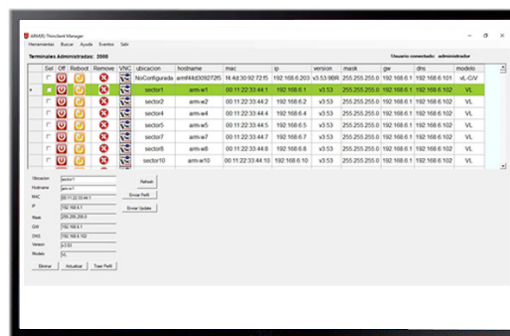 ARM(R) Thinclient Manager
Herramientas Buscar Ayuda Eventos Salir
Terminales Administradas: 2000 Usuario conectado: administrador
Sel Off Reboot Remove VNC ubicacion hostname mac ip version mask gw dns modelo
NoConfigurada 192.168.6.203 v3.53 255.255.255.0 192.168.6.1 192.168.6.101
sector1 arm-w1 00:11:22:33:44:1 192.168.6.1 v3.53 255.255.255.0 192.168.6.1 192.168.6.102 VL
sector2 arm-w2 00:11:22:33:44:2 192.168.6.2 v3.53 255.255.255.0 192.168.6.1 192.168.6.102 VL
sector4 arm-w4 00:11:22:33:44:4 192.168.6.4 v3.53 255.255.255.0 192.168.6.1 192.168.6.102 VL
sector5 arm-w5 00:11:22:33:44:5 192.168.6.5 v3.53 255.255.255.0 192.168.6.1 192.168.6.102 VL
sector7 arm-w7 00:11:22:33:44:7 192.168.6.7 v3.53 255.255.255.0 192.168.6.1 192.168.6.102 VL
sector8 arm-w8 00:11:22:33:44:8 192.168.6.8 v3.53 255.255.255.0 192.168.6.1 192.168.6.102 VL
sector10 arm-w10 00:11:22:33:44:10 192.168.6.10 v3.53 255.255.255.0 192.168.6.1 192.168.6.102 VL
Ubicacion sector1 Refresh
Hostname arm-w1
MAC 00:11:22:33:44:1 Enviar Perfil
IP 192.168.6.1
Mask 255.255.255.0 Enviar Update
GW 192.168.6.1
DNS 192.168.6.102
Version v3.53
Modelo VL
Eliminar Actualizar Traer Perfil